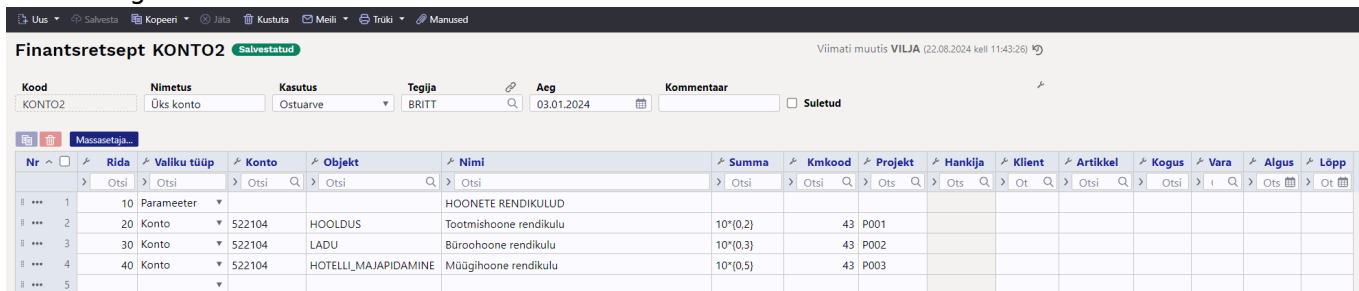 Uus Salvesta Kopeeri Jäta Kustuta Meili Trüki Manused
Finantsretsept KONTO2 Salvestatud Viimati muutis VILJA (22.08.2024 kell 11:43:26)
Kood Nimetus Kasutus Tegija Aeg Kommentaar
KONTO2 Üks konto Ostuarve BRITT 03.01.2024 Suletud
Massasetaja...
Nr Rida Valiku tüüp Konto Objekt Nimi Summa Kmkood Projekt Hankija Klient Artikkel Kogus Vara Algus Lõpp
> Otsi > Otsi > Otsi > Otsi > Otsi > Otsi > Otsi > Ots > Ots > Ot > Otsi > Otsi > > Ots > Ot
1 10 Parameeter HOONETE RENDIKULUD
2 20 Konto 522104 HOOLDUS Tootmishoone rendikulu 10*{0,2} 43 P001
3 30 Konto 522104 LADU Bürohoone rendikulu 10*{0,3} 43 P002
4 40 Konto 522104 HOTELLI_MAJAPIDAMINE Müügihoone rendikulu 10*{0,5} 43 P003
5